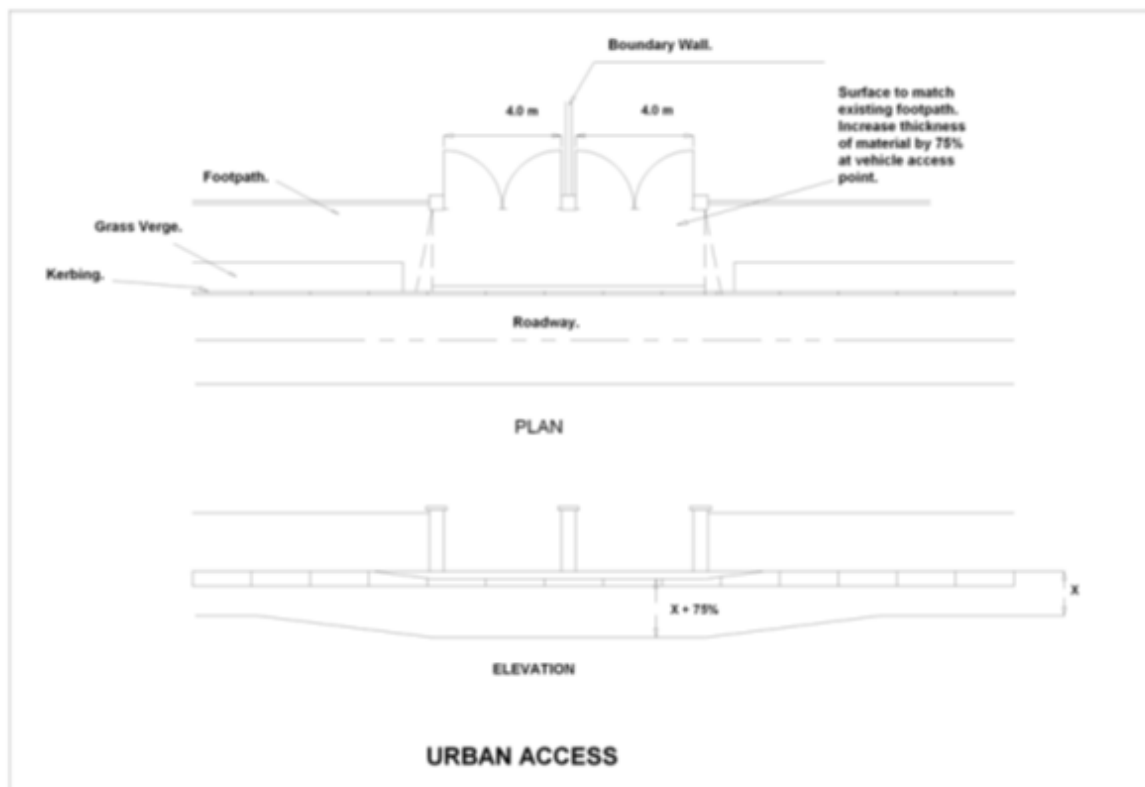 Boundary Wall.
4.0 m
4.0 m
Surface to match
existing footpath.
Increase thickness
of material by 75%
at vehicle access
point.
Footpath.
Grass Verge.
Kerbing.
Roadway.
PLAN
X
X + 75%
ELEVATION
URBAN ACCESS